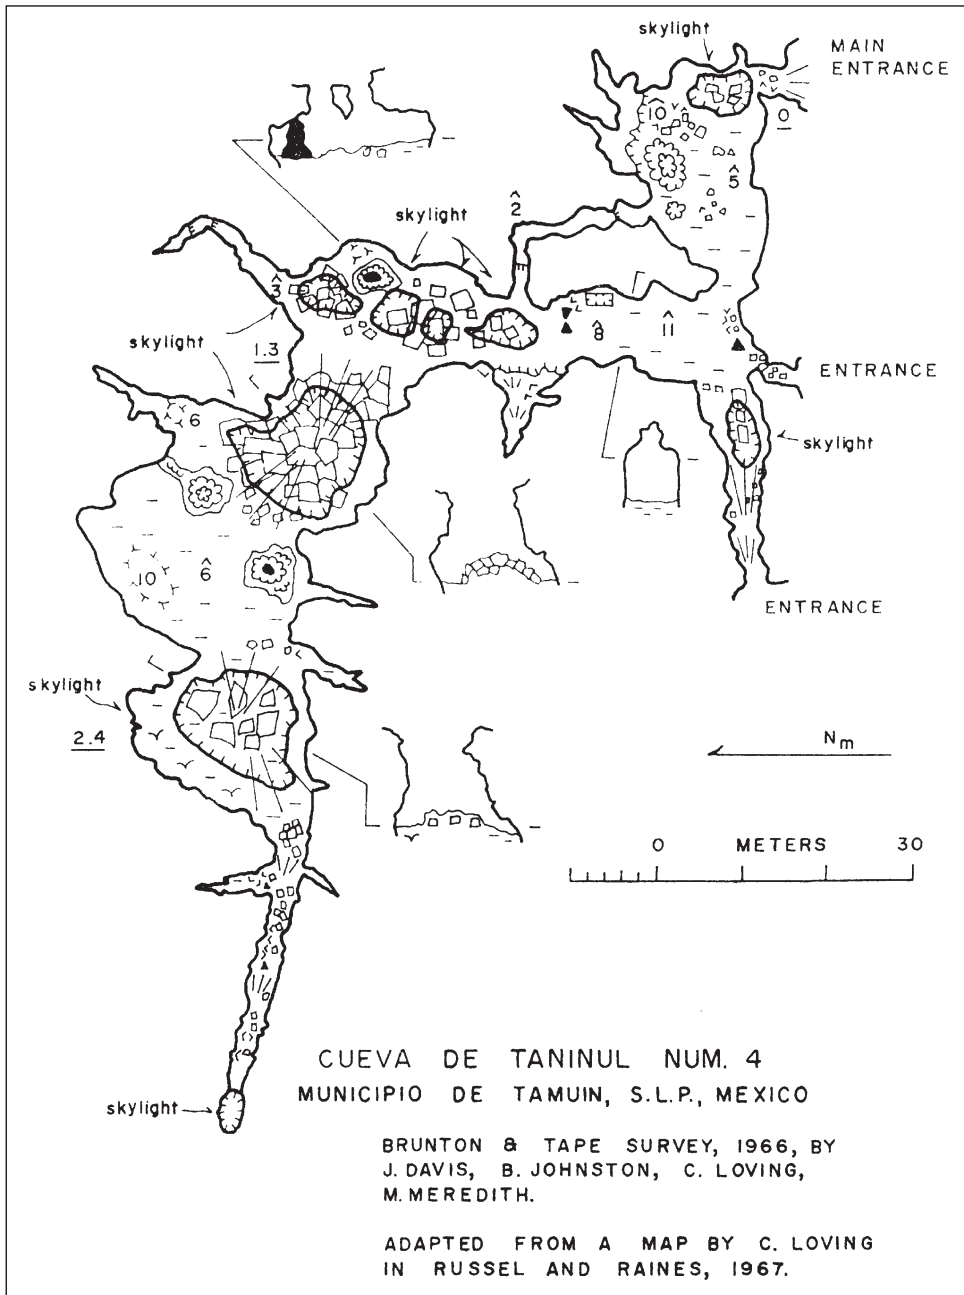 skylight
MAIN
ENTRANCE
10
0
5
skylight
2
3
8
11
skylight
1.3
ENTRANCE
6
skylight
10
6
ENTRANCE
skylight
2.4
Nm
0 METERS 30
skylight
CUEVA DE TANINUL NUM. 4
MUNICIPIO DE TAMUIN, S.L.P., MEXICO
BRUNTON & TAPE SURVEY, 1966, BY
J. DAVIS, B. JOHNSTON, C. LOVING,
M. MEREDITH.
ADAPTED FROM A MAP BY C. LOVING
IN RUSSEL AND RAINES, 1967.